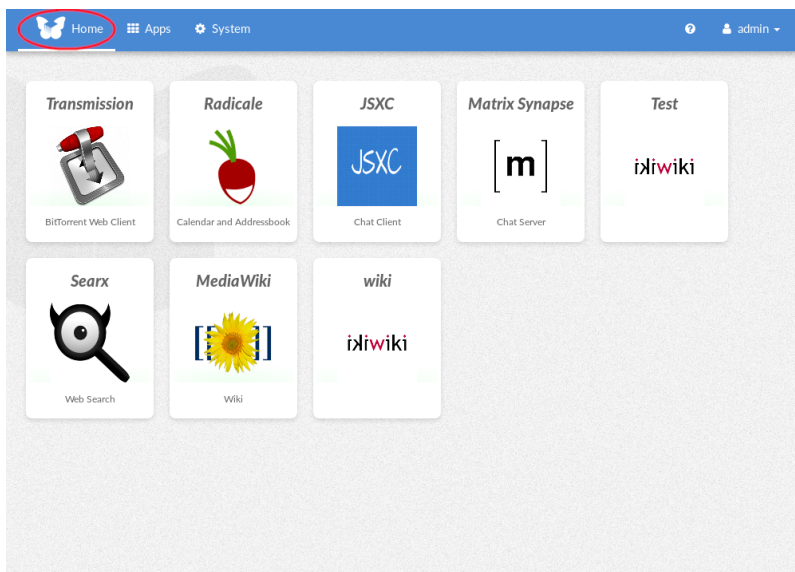 Home Apps System admin
Transmission Radicale JSXC Matrix Synapse Test
JSXC [m] ikiwiki
BitTorrent Web Client Calendar and Addressbook Chat Client Chat Server
Searx MediaWiki wiki
[[ ]] ikiwiki
Web Search Wiki